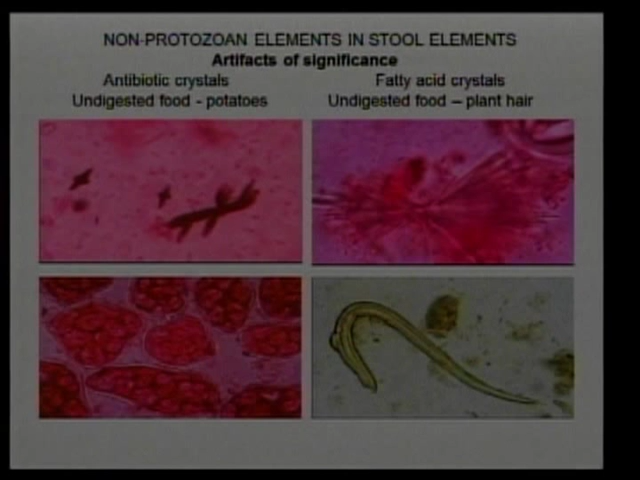 NON-PROTOZOAN ELEMENTS IN STOOL ELEMENTS
Artifacts of significance
Antibiotic crystals Fatty acid crystals
Undigested food - potatoes Undigested food – plant hair